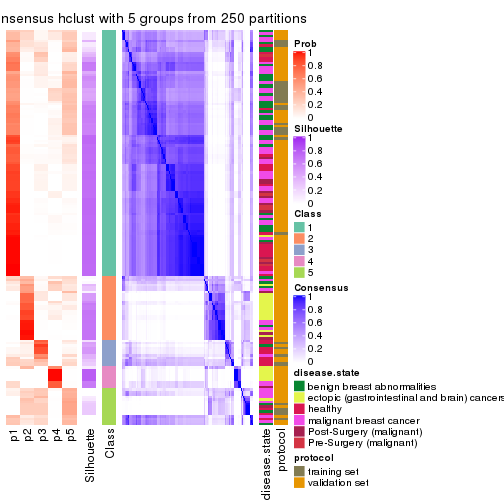 nsensus hclust with 5 groups from 250 partitions
Prob
1
0.8
0.6
0.4
0.2
0
Silhouette
1
0.8
0.6
0.4
0.2
0
Class
1
2
3
4
5
Consensus
1
0.8
0.6
0.4
0.2
0
disease.state
benign breast abnormalities
ectopic (gastrointestinal and brain) cancers
healthy
malignant breast cancer
Post-Surgery (malignant)
Pre-Surgery (malignant)
protocol
training set
validation set
p1
p2
p3
p4
p5
Silhouette
Class
disease.state
protocol